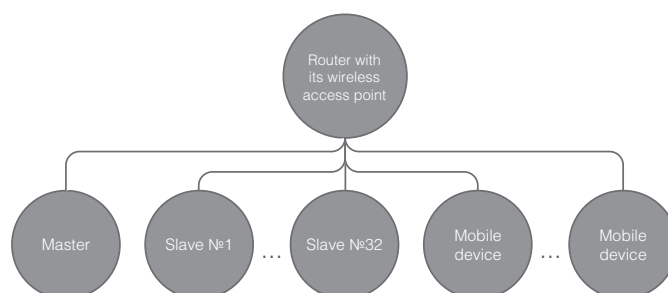 Router with
its wireless
access point
Master
Slave №1
...
Slave №32
Mobile
device
...
Mobile
device